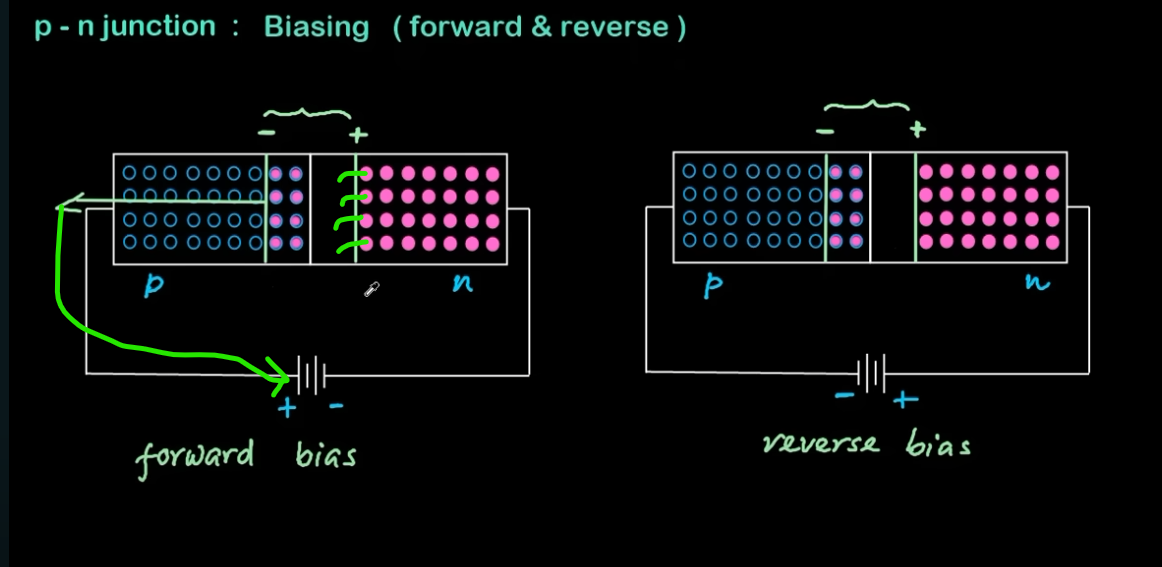 p - n junction : Biasing ( forward & reverse )
- +
- +
p n
p n
+ -
- +
forward bias
reverse bias